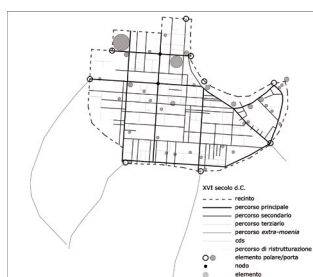 XVI secolo d.C.
recinto
percorso principale
percorso secondario
percorso terziario
percorso extra-moenia
cds
percorso di ristrutturazione
elemento polare/porta
nodo
elemento